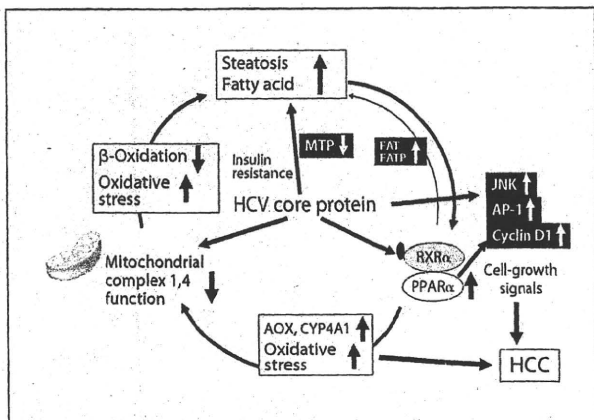 Steatosis
Fatty acid
MTP
FAT
FATP
β-Oxidation
Oxidative
stress
Insulin
resistance
HCV core protein
JNK
AP-1
Cyclin D1
RXRα
PPARα
Cell-growth
signals
Mitochondrial
complex 1,4
function
AOX, CYP4A1
Oxidative
stress
HCC